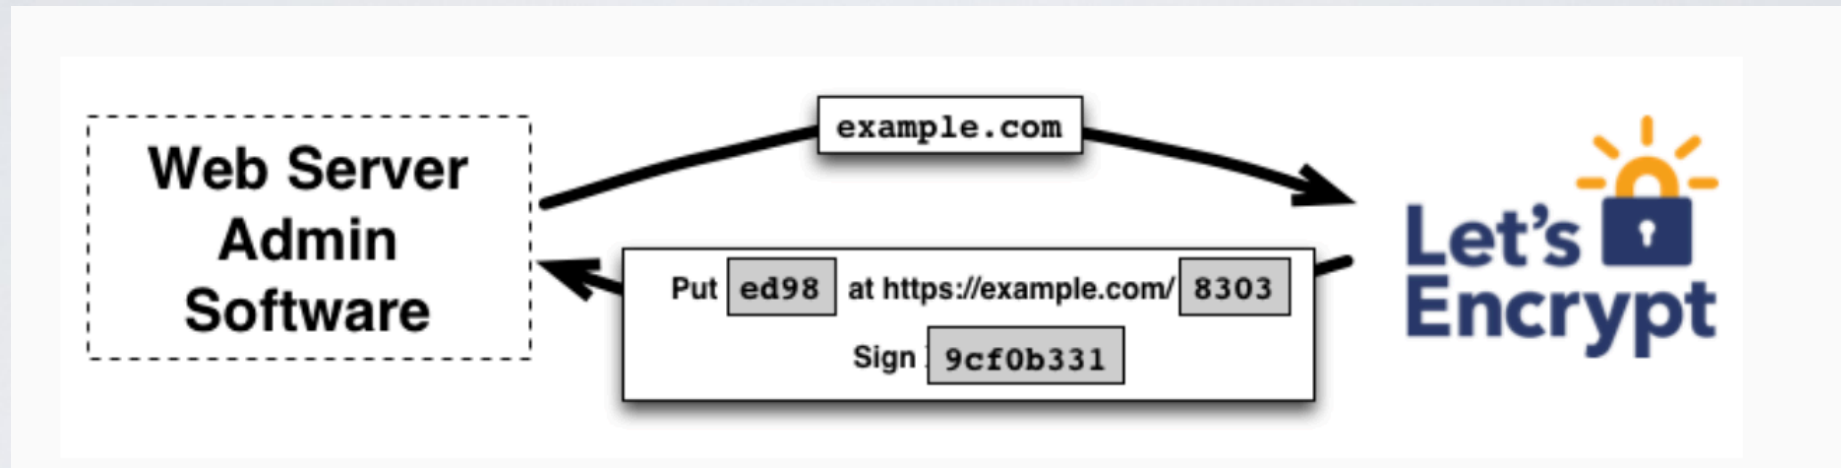 Web Server
Admin
Software
example.com
Put ed98 at https://example.com/ 8303
Sign 9cf0b331
Let's
Encrypt